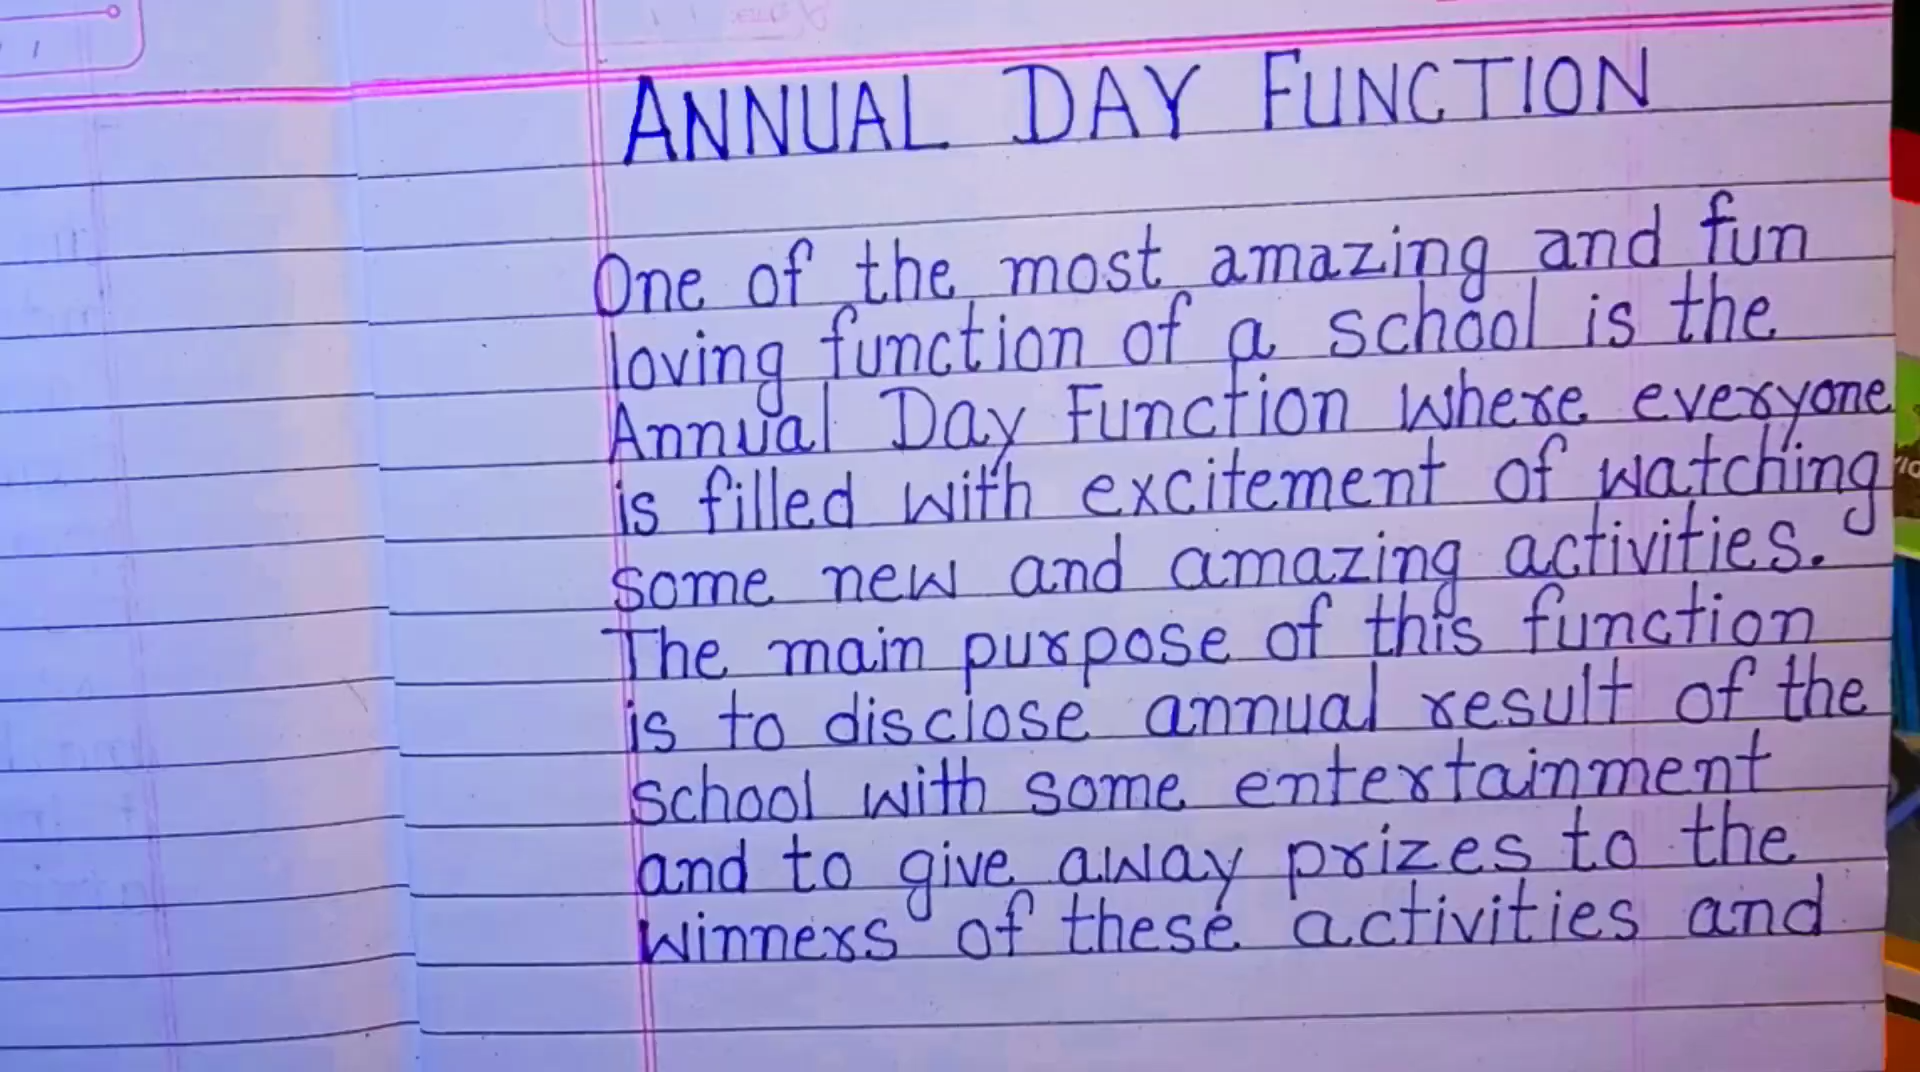 ANNUAL DAY FUNCTION
One of the most amazing and fun
loving function of a school is the
Annual Day Function where everyone
is filled with excitement of watching
some new and amazing activities.
The main purpose of this function
is to disclose annual result of the
school with some entertainment
and to give away prizes to the
winners of these activities and